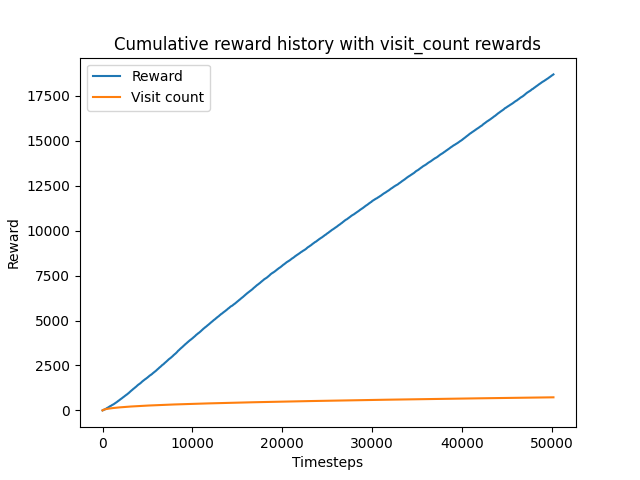 Cumulative reward history with visit_count rewards
Reward
Visit count
17500
15000
12500
10000
7500
5000
2500
0
Reward
0 10000 20000 30000 40000 50000
Timesteps